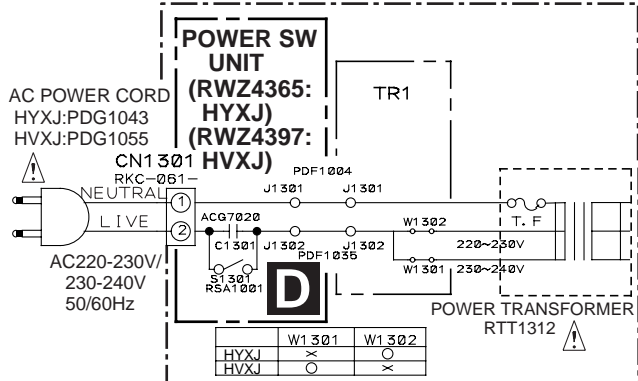 POWER SW
UNIT
(RWZ4365:
HYXJ)
(RWZ4397:
HVXJ)
TR1
AC POWER CORD
HYXJ:PDG1043
HVXJ:PDG1055
!
CN1301
RKC-061-
PDF1004
NEUTRAL
1
J1301
J1301
T. F
LIVE
2
ACG7020
C1301
J1302
J1302
W1302
220~230V
PDF1035
S1301
RSA1001
W1301
230~240V
D
AC220-230V/
230-240V
50/60Hz
POWER TRANSFORMER
RTT1312
!
W1301 W1302
HYXJ × ○
HVXJ ○ ×